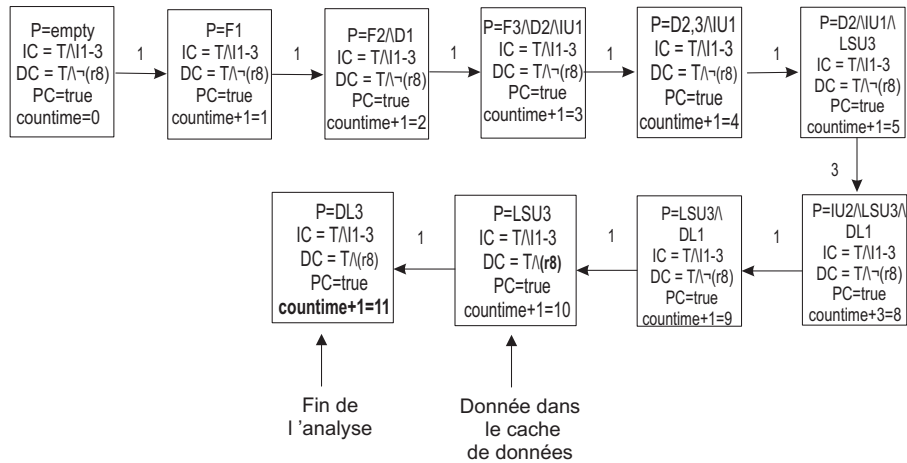 P=empty
IC = T/\I1-3
DC = T/\¬(r8)
PC=true
countime=0
1
P=F1
IC = T/\I1-3
DC = T/\¬(r8)
PC=true
countime+1=1
1
P=F2/\D1
IC = T/\I1-3
DC = T/\¬(r8)
PC=true
countime+1=2
1
P=F3/\D2/\IU1
IC = T/\I1-3
DC = T/\¬(r8)
PC=true
countime+1=3
1
P=D2,3/\IU1
IC = T/\I1-3
DC = T/\¬(r8)
PC=true
countime+1=4
1
P=D2/\IU1/\
LSU3
IC = T/\I1-3
DC = T/\¬(r8)
PC=true
countime+1=5
3
P=IU2/\LSU3/\
DL1
IC = T/\I1-3
DC = T/\¬(r8)
PC=true
countime+3=8
1
P=LSU3/\
DL1
IC = T/\I1-3
DC = T/\¬(r8)
PC=true
countime+1=9
1
P=LSU3
IC = T/\I1-3
DC = T/\(r8)
PC=true
countime+1=10
1
P=DL3
IC = T/\I1-3
DC = T/\(r8)
PC=true
countime+1=11
Fin de
l 'analyse
Donnée dans
le cache
de données